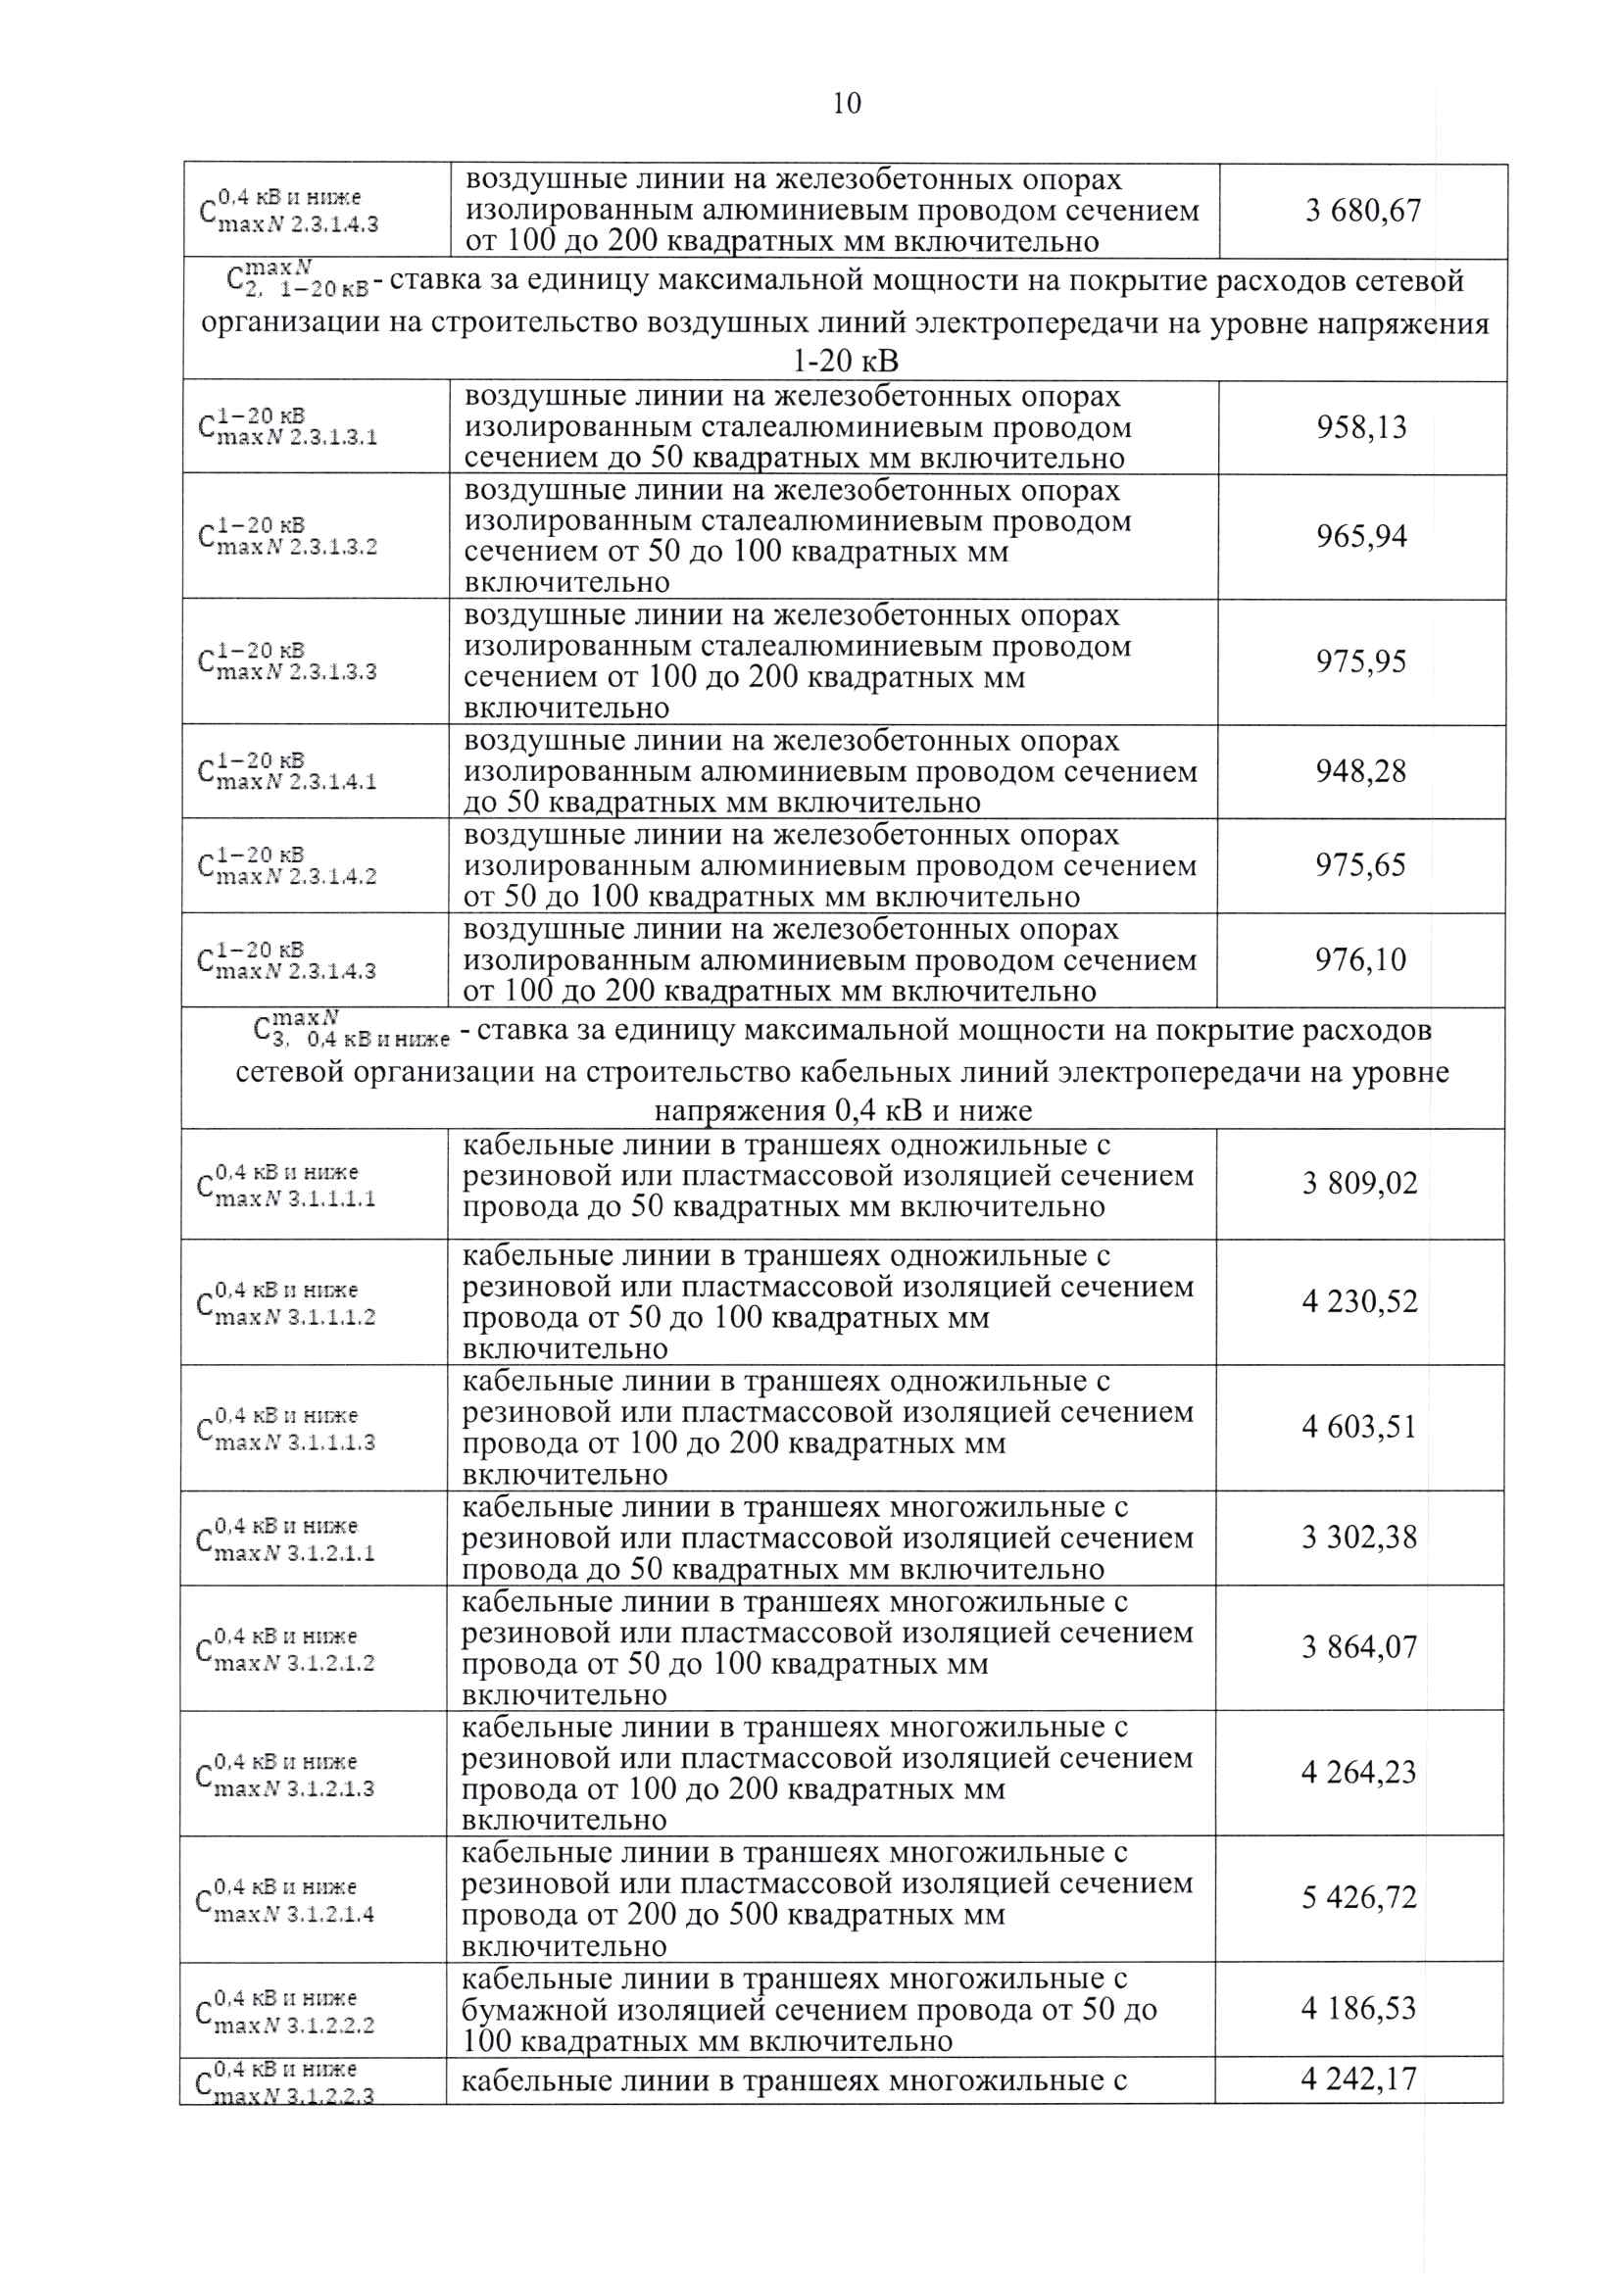 10
C 0,4 кВ и ниже maxN 2.3.1.4.3
воздушные линии на железобетонных опорах
изолированным алюминиевым проводом сечением
от 100 до 200 квадратных мм включительно
3 680,67
C maxN 2, 1−20 кВ - ставка за единицу максимальной мощности на покрытие расходов сетевой
организации на строительство воздушных линий электропередачи на уровне напряжения
1-20 кВ
C 1−20 кВ maxN 2.3.1.3.1
воздушные линии на железобетонных опорах
изолированным сталеалюминиевым проводом
сечением до 50 квадратных мм включительно
958,13
C 1−20 кВ maxN 2.3.1.3.2
воздушные линии на железобетонных опорах
изолированным сталеалюминиевым проводом
сечением от 50 до 100 квадратных мм
включительно
965,94
C 1−20 кВ maxN 2.3.1.3.3
воздушные линии на железобетонных опорах
изолированным сталеалюминиевым проводом
сечением от 100 до 200 квадратных мм
включительно
975,95
C 1−20 кВ maxN 2.3.1.4.1
воздушные линии на железобетонных опорах
изолированным алюминиевым проводом сечением
до 50 квадратных мм включительно
948,28
C 1−20 кВ maxN 2.3.1.4.2
воздушные линии на железобетонных опорах
изолированным алюминиевым проводом сечением
от 50 до 100 квадратных мм включительно
975,65
C 1−20 кВ maxN 2.3.1.4.3
воздушные линии на железобетонных опорах
изолированным алюминиевым проводом сечением
от 100 до 200 квадратных мм включительно
976,10
C maxN 3, 0,4 кВ и ниже - ставка за единицу максимальной мощности на покрытие расходов
сетевой организации на строительство кабельных линий электропередачи на уровне
напряжения 0,4 кВ и ниже
C 0,4 кВ и ниже maxN 3.1.1.1.1
кабельные линии в траншеях одножильные с
резиновой или пластмассовой изоляцией сечением
провода до 50 квадратных мм включительно
3 809,02
C 0,4 кВ и ниже maxN 3.1.1.1.2
кабельные линии в траншеях одножильные с
резиновой или пластмассовой изоляцией сечением
провода от 50 до 100 квадратных мм
включительно
4 230,52
C 0,4 кВ и ниже maxN 3.1.1.1.3
кабельные линии в траншеях одножильные с
резиновой или пластмассовой изоляцией сечением
провода от 100 до 200 квадратных мм
включительно
4 603,51
C 0,4 кВ и ниже maxN 3.1.2.1.1
кабельные линии в траншеях многожильные с
резиновой или пластмассовой изоляцией сечением
провода до 50 квадратных мм включительно
3 302,38
C 0,4 кВ и ниже maxN 3.1.2.1.2
кабельные линии в траншеях многожильные с
резиновой или пластмассовой изоляцией сечением
провода от 50 до 100 квадратных мм
включительно
3 864,07
C 0,4 кВ и ниже maxN 3.1.2.1.3
кабельные линии в траншеях многожильные с
резиновой или пластмассовой изоляцией сечением
провода от 100 до 200 квадратных мм
включительно
4 264,23
C 0,4 кВ и ниже maxN 3.1.2.1.4
кабельные линии в траншеях многожильные с
резиновой или пластмассовой изоляцией сечением
провода от 200 до 500 квадратных мм
включительно
5 426,72
C 0,4 кВ и ниже maxN 3.1.2.2.2
кабельные линии в траншеях многожильные с
бумажной изоляцией сечением провода от 50 до
100 квадратных мм включительно
4 186,53
C 0,4 кВ и ниже maxN 3.1.2.2.3
кабельные линии в траншеях многожильные с
4 242,17